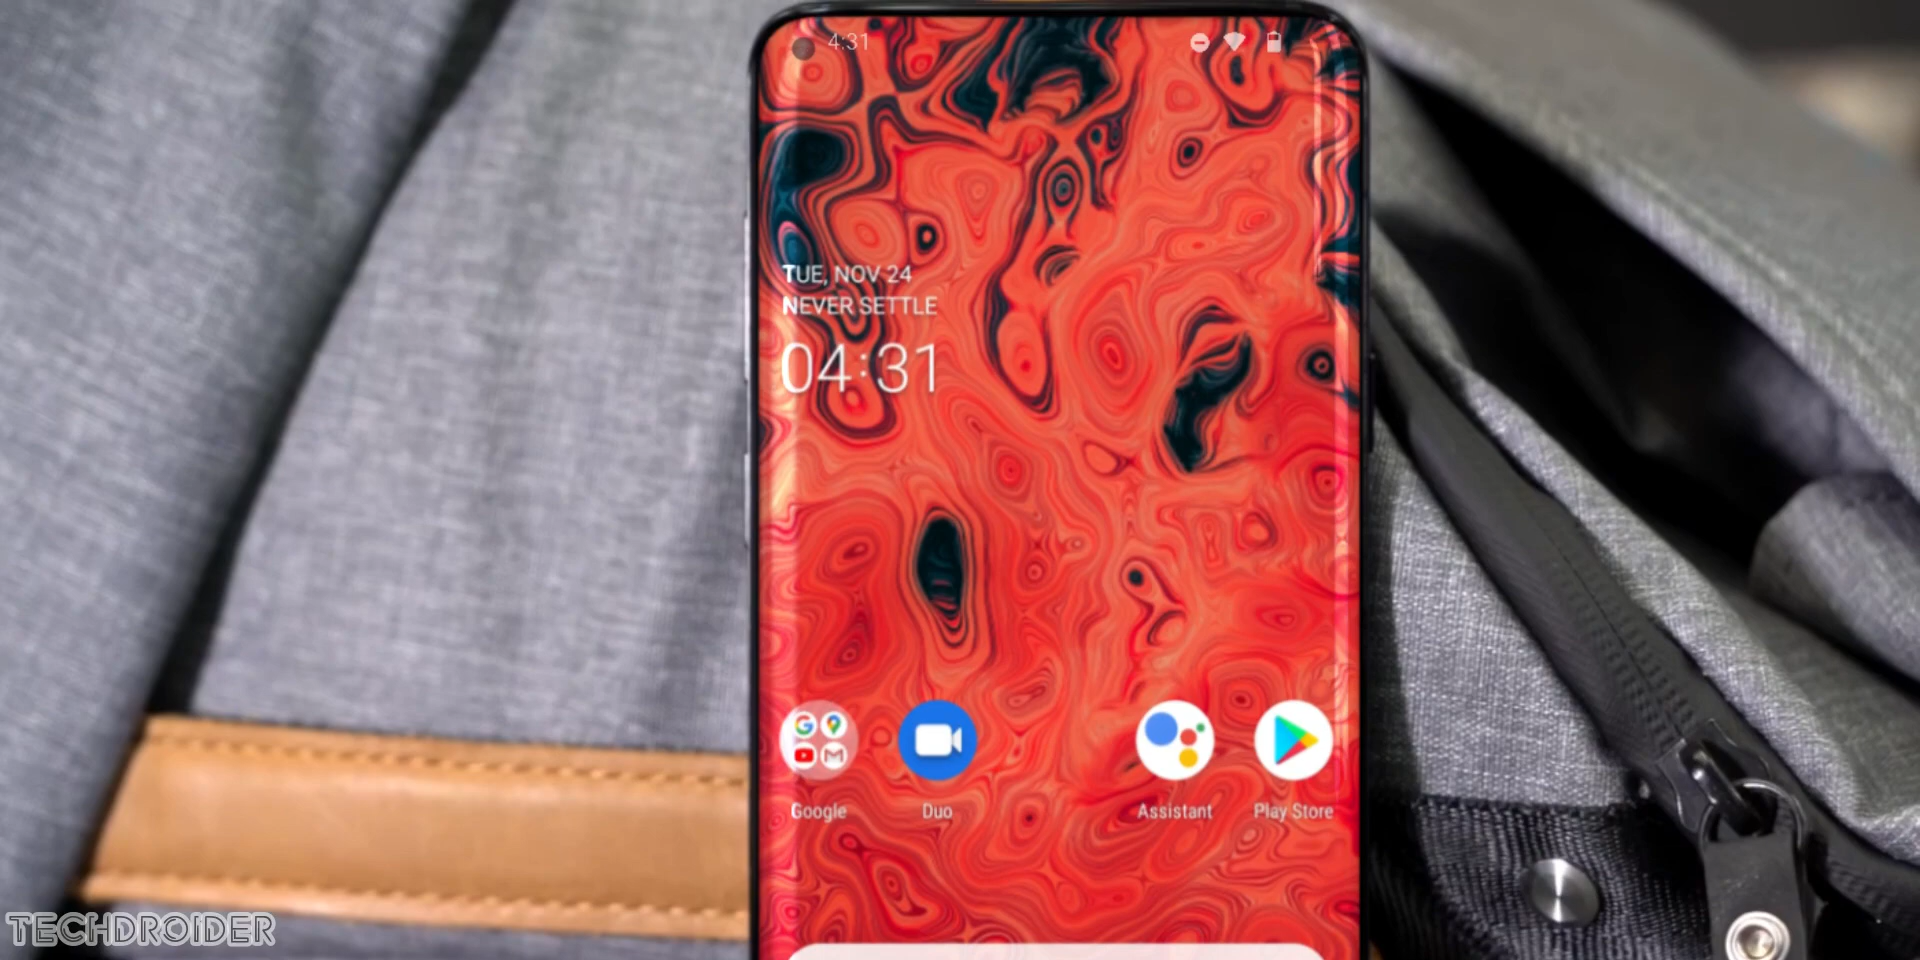 4:31
TUE, NOV 24
NEVER SETTLE
04:31
Google
Duo
Assistant
Play Store
TECHDROIDER